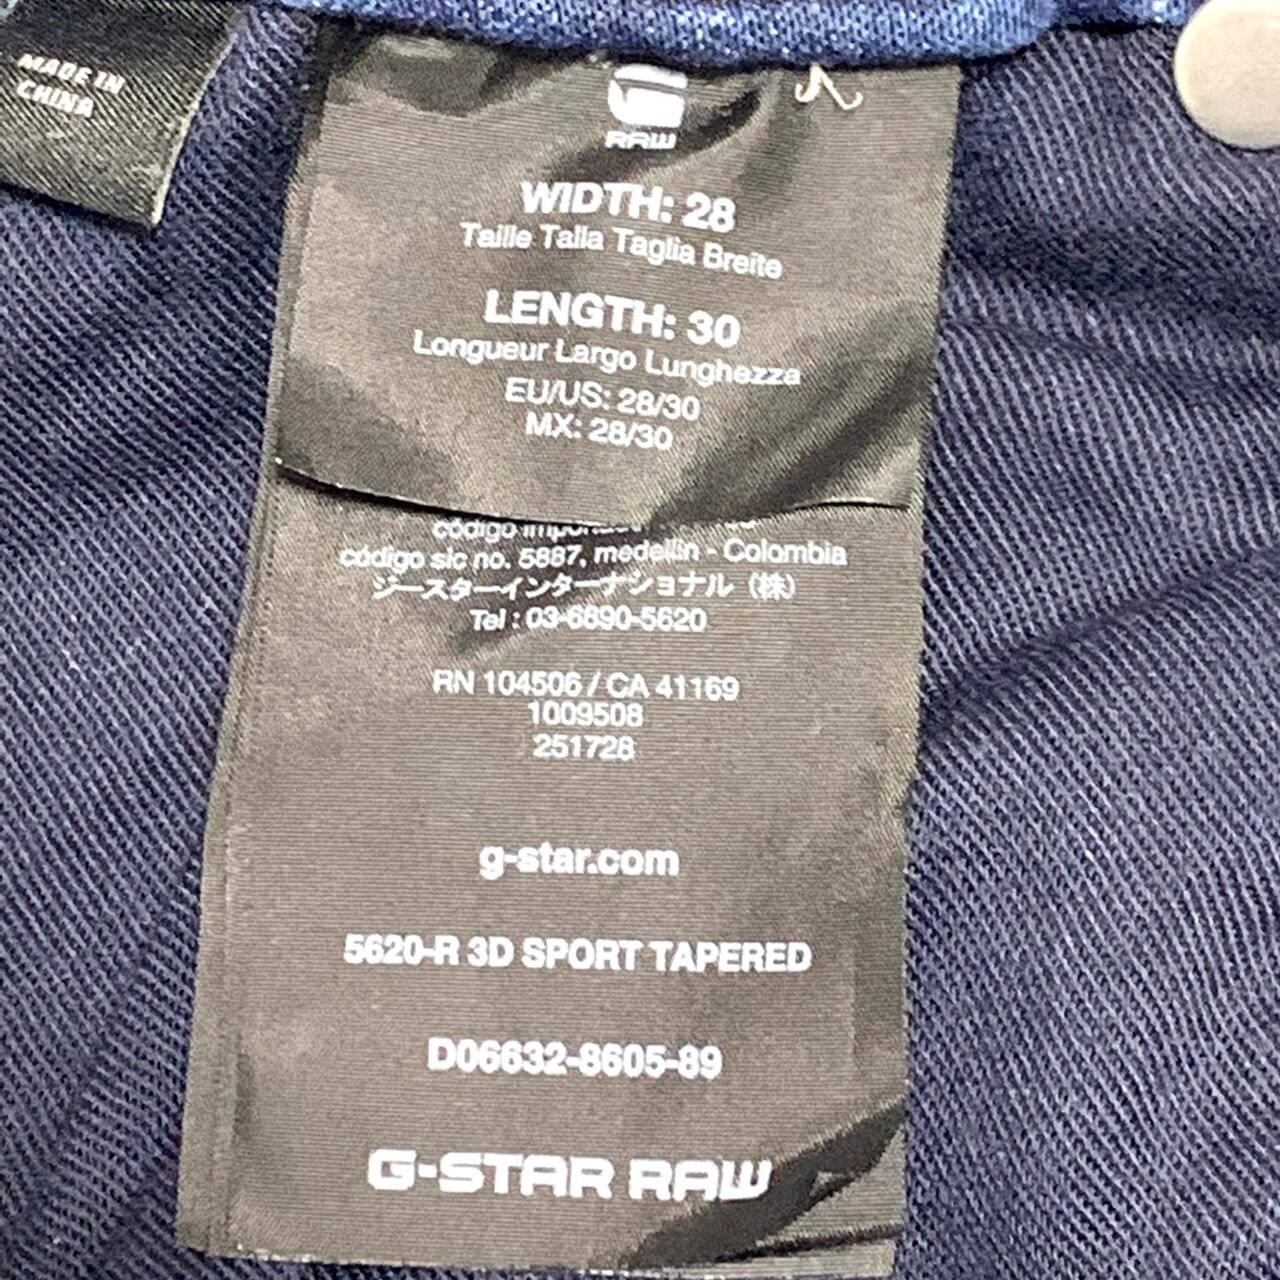 MADE IN
CHINA
RAW
WIDTH: 28
Taille Talla Taglia Breite
LENGTH: 30
Longueur Largo Lunghezza
EU/US: 28/30
MX: 28/30
código
código sic no. 5887, medellin - Colombia
ジースターインターナショナル（株）
Tel : 03-6890-5620
RN 104506 / CA 41169
1009508
251728
g-star.com
5620-R 3D SPORT TAPERED
D06632-8605-89
G-STAR RAW